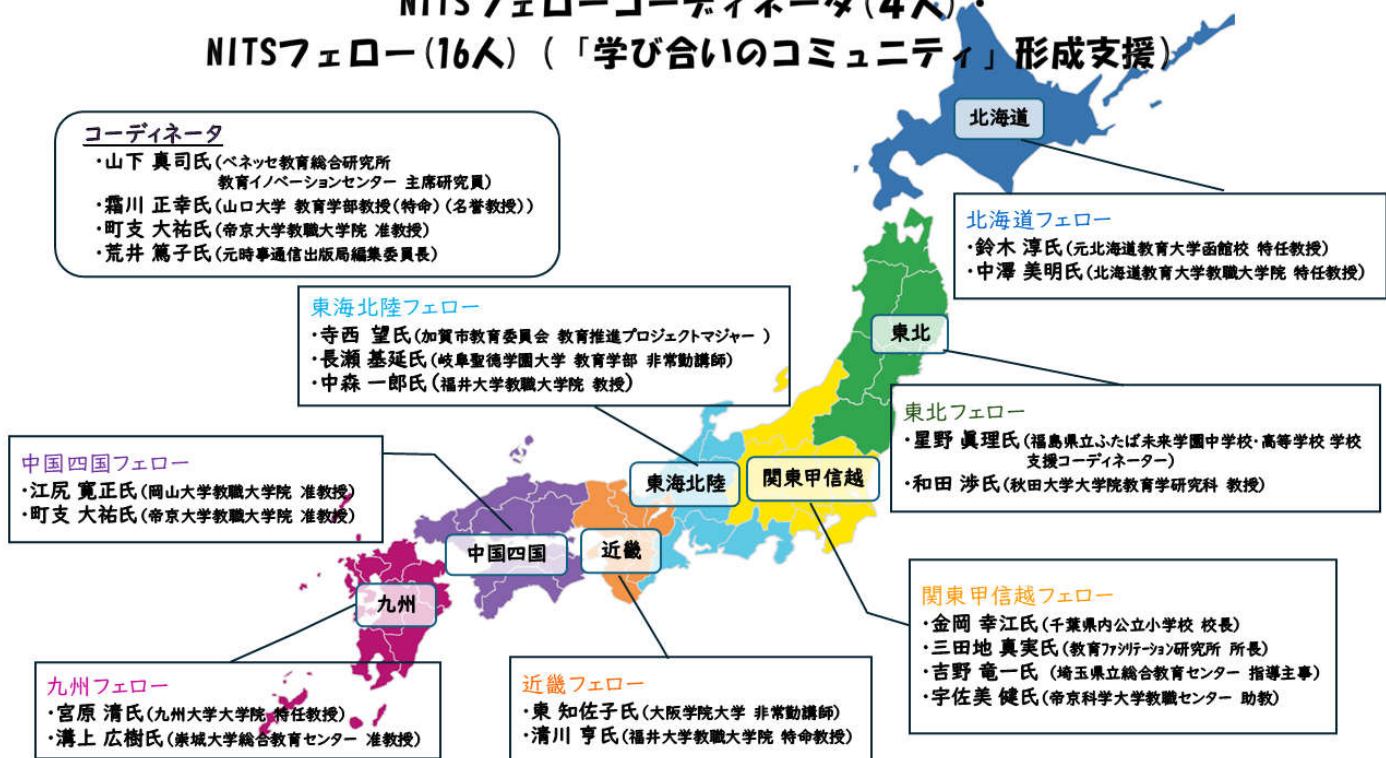 NITSフェローコーディネータ(4人)・
NITSフェロー(16人)(「学び合いのコミュニティ」形成支援)
コーディネータ
・山下 真司氏(ベネッセ教育総合研究所
教育イノベーションセンター 主席研究員)
・霜川 正幸氏(山口大学 教育学部教授(特命)(名誉教授))
・町支 大祐氏(帝京大学教職大学院 准教授)
・荒井 篤子氏(元時事通信出版局編集委員長)
北海道
北海道フェロー
・鈴木 淳氏(元北海道教育大学函館校 特任教授)
・中澤 美明氏(北海道教育大学教職大学院 特任教授)
東海北陸フェロー
・寺西 望氏(加賀市教育委員会 教育推進プロジェクトマジャー )
・長瀬 基延氏(岐阜聖徳学園大学 教育学部 非常勤講師)
・中森 一郎氏(福井大学教職大学院 教授)
東北
東北フェロー
・星野 眞理氏(福島県立ふたば未来学園中学校・高等学校 学校
支援コーディネーター)
・和田 渉氏(秋田大学大学院教育学研究科 教授)
中国四国フェロー
・江尻 寛正氏(岡山大学教職大学院 准教授)
・町支 大祐氏(帝京大学教職大学院 准教授)
東海北陸
関東甲信越
中国四国
近畿
九州
関東甲信越フェロー
・金岡 幸江氏(千葉県内公立小学校 校長)
・三田地 真実氏(教育ファシリテーション研究所 所長)
・吉野 竜一氏 (埼玉県立総合教育センター 指導主事)
・宇佐美 健氏(帝京科学大学教職センター 助教)
九州フェロー
・宮原 清氏(九州大学大学院 特任教授)
・溝上 広樹氏(崇城大学総合教育センター 准教授)
近畿フェロー
・東 知佐子氏(大阪学院大学 非常勤講師)
・清川 亨氏(福井大学教職大学院 特命教授)